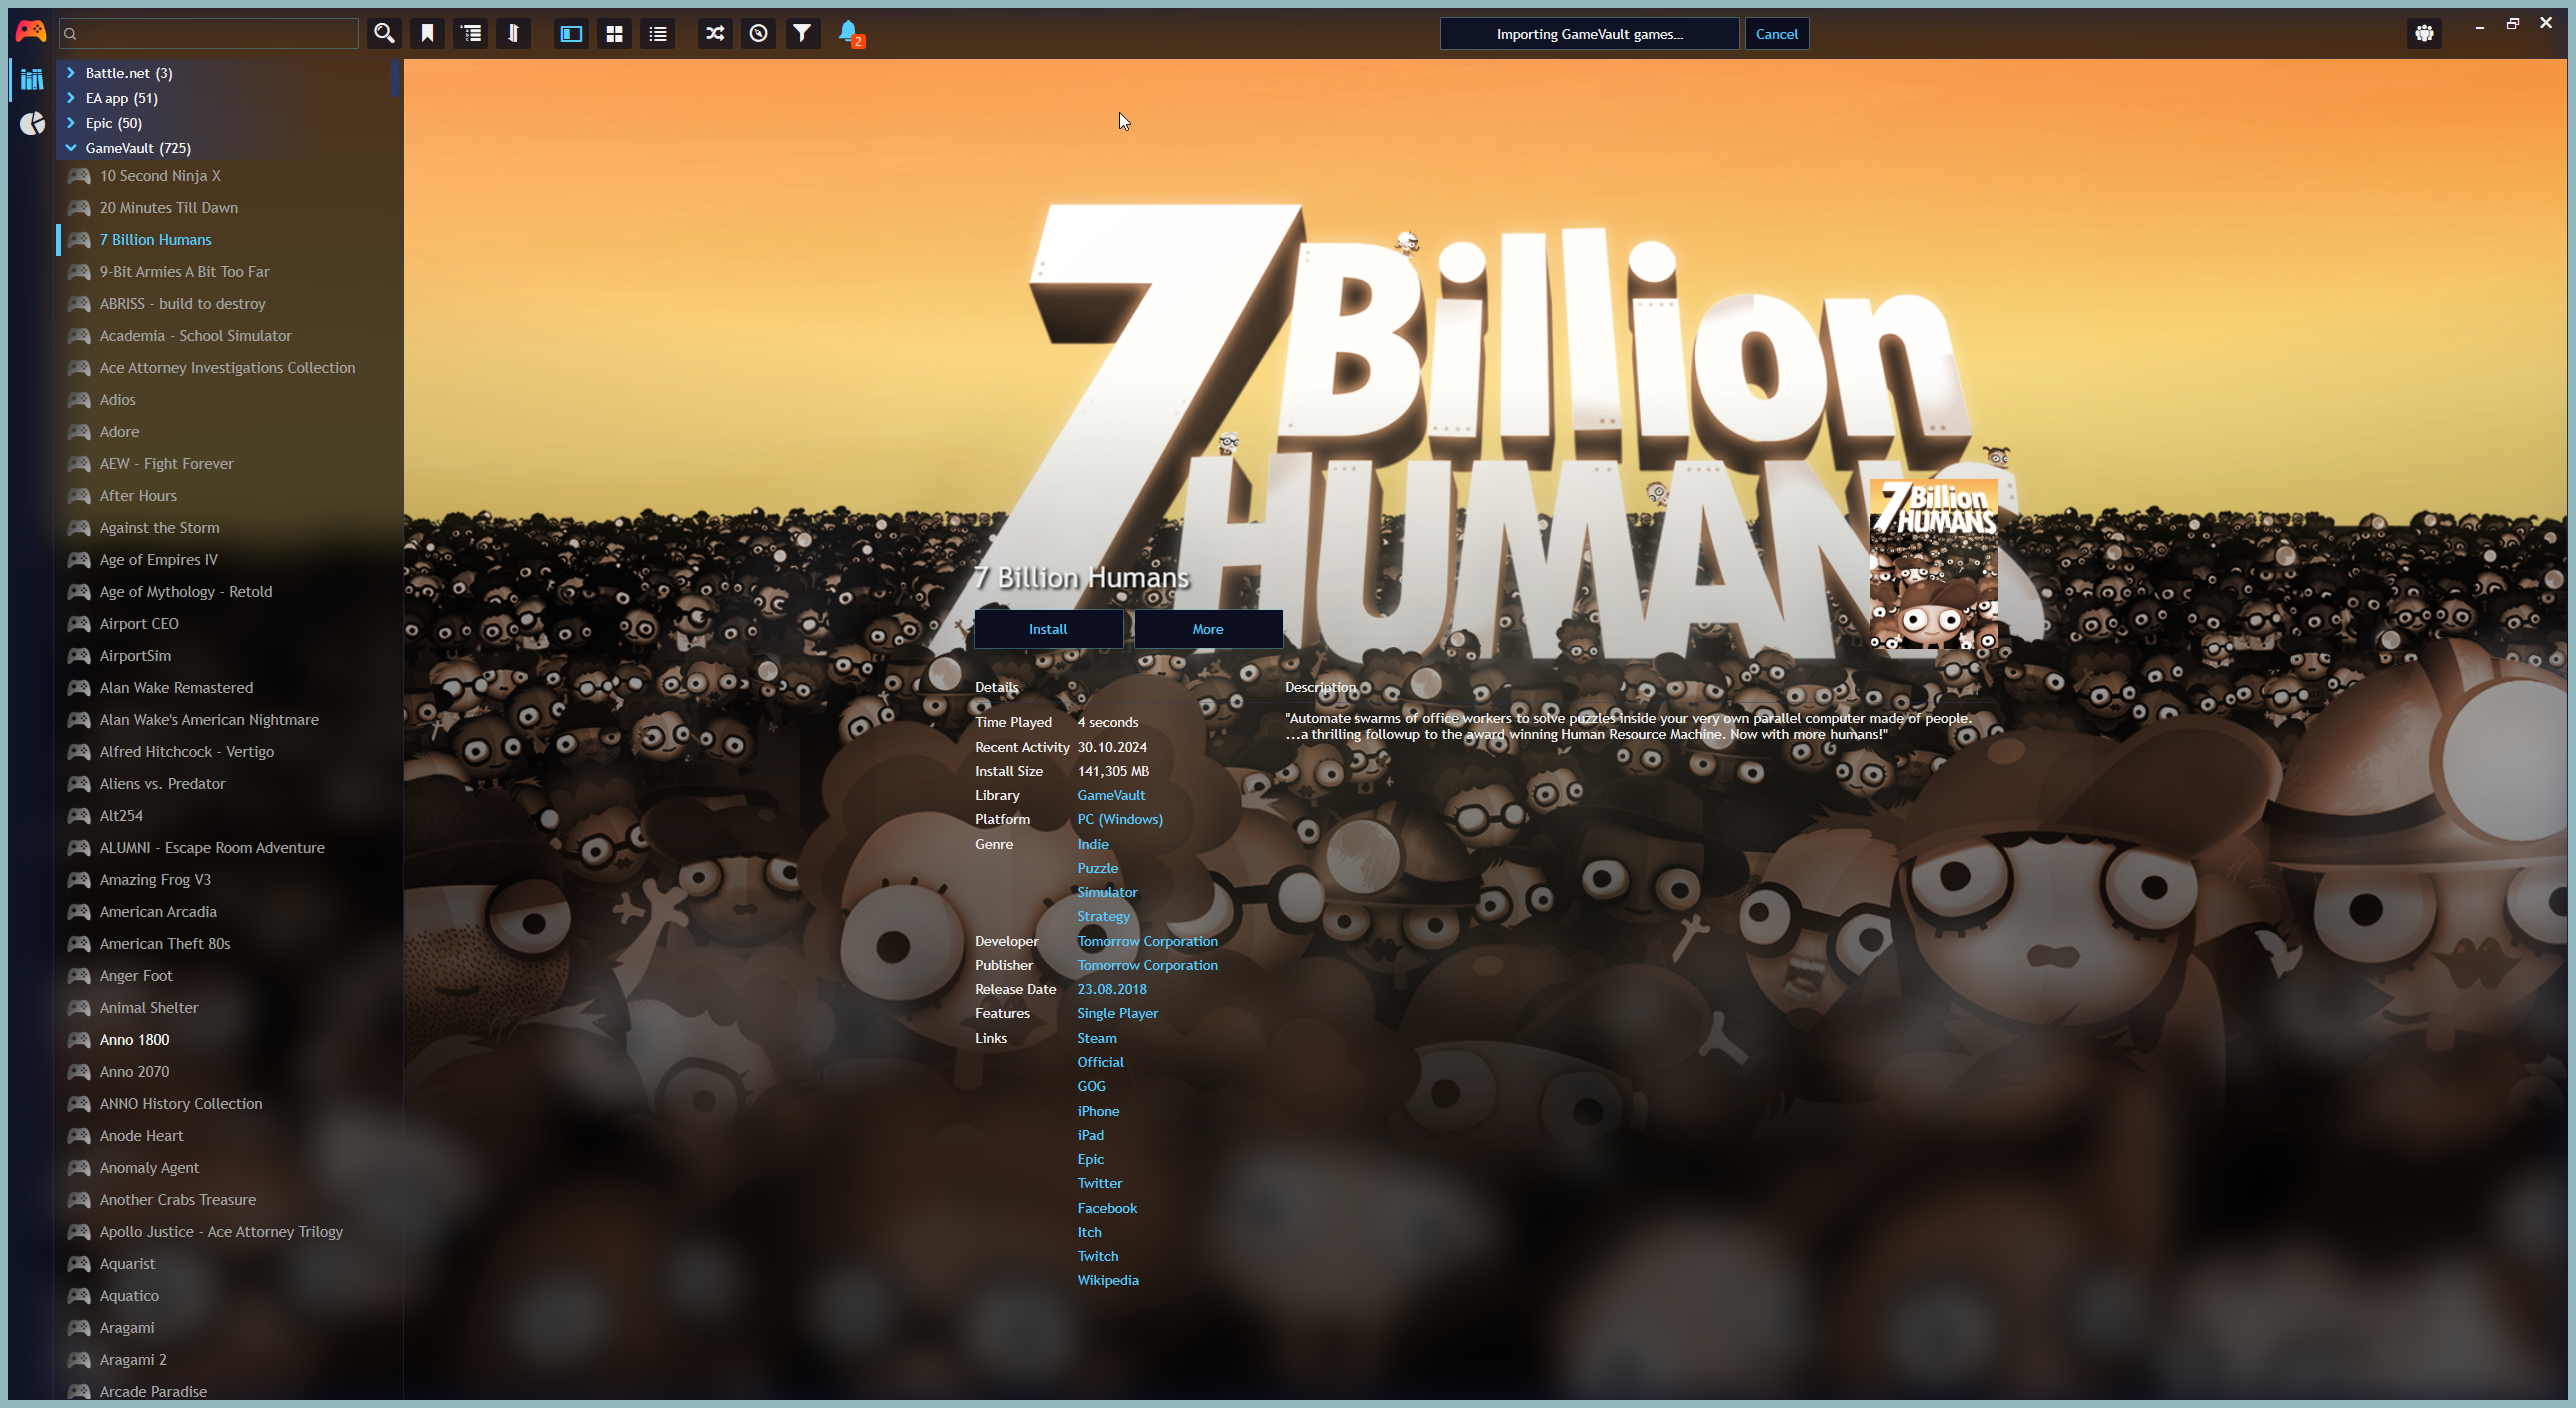 2
Importing GameVault games...
Cancel
Battle.net (3)
EA app (51)
Epic (50)
GameVault (725)
10 Second Ninja X
20 Minutes Till Dawn
7 Billion Humans
9-Bit Armies A Bit Too Far
ABRISS - build to destroy
Academia - School Simulator
Ace Attorney Investigations Collection
Adios
Adore
AEW - Fight Forever
After Hours
Against the Storm
Age of Empires IV
Age of Mythology - Retold
Airport CEO
AirportSim
Alan Wake Remastered
Alan Wake's American Nightmare
Alfred Hitchcock - Vertigo
Aliens vs. Predator
Alt254
ALUMNI - Escape Room Adventure
Amazing Frog V3
American Arcadia
American Theft 80s
Anger Foot
Animal Shelter
Anno 1800
Anno 2070
ANNO History Collection
Anode Heart
Anomaly Agent
Another Crabs Treasure
Apollo Justice - Ace Attorney Trilogy
Aquarist
Aquatico
Aragami
Aragami 2
Arcade Paradise
7 Billion
HUMANS
7 Billion
HUMANS
7 Billion Humans
Install
More
Details
Time Played 4 seconds
Recent Activity 30.10.2024
Install Size 141,305 MB
Library GameVault
Platform PC (Windows)
Genre Indie
Puzzle
Simulator
Strategy
Developer Tomorrow Corporation
Publisher Tomorrow Corporation
Release Date 23.08.2018
Features Single Player
Links Steam
Official
GOG
iPhone
iPad
Epic
Twitter
Facebook
Itch
Twitch
Wikipedia
Description
"Automate swarms of office workers to solve puzzles inside your very own parallel computer made of people.
...a thrilling followup to the award winning Human Resource Machine. Now with more humans!"